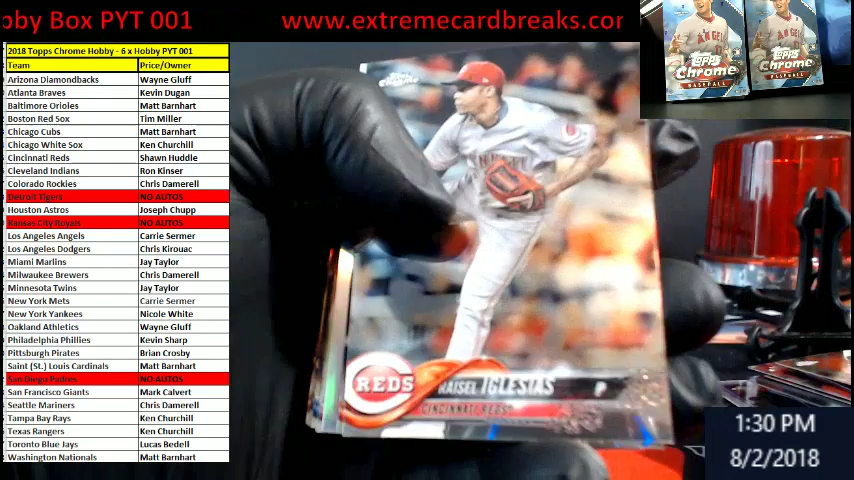 bby Box PYT 001 www.extremecardbreaks.cor
2018 Topps Chrome Hobby - 6 x Hobby PYT 001
Team Price/Owner
Arizona Diamondbacks Wayne Gluff
Atlanta Braves Kevin Dugan
Baltimore Orioles Matt Barnhart
Boston Red Sox Tim Miller
Chicago Cubs Matt Barnhart
Chicago White Sox Ken Churchill
Cincinnati Reds Shawn Huddle
Cleveland Indians Ron Kinser
Colorado Rockies Chris Damerell
Detroit Tigers NO AUTOS
Houston Astros Joseph Chupp
Kansas City Royals NO AUTOS
Los Angeles Angels Carrie Sermer
Los Angeles Dodgers Chris Kirouac
Miami Marlins Jay Taylor
Milwaukee Brewers Chris Damerell
Minnesota Twins Jay Taylor
New York Mets Carrie Sermer
New York Yankees Nicole White
Oakland Athletics Wayne Gluff
Philadelphia Phillies Kevin Sharp
Pittsburgh Pirates Brian Crosby
Saint (St.) Louis Cardinals Matt Barnhart
San Diego Padres NO AUTOS
San Francisco Giants Mark Calvert
Seattle Mariners Chris Damerell
Tampa Bay Rays Ken Churchill
Texas Rangers Ken Churchill
Toronto Blue Jays Lucas Bedell
Washington Nationals Matt Barnhart
Topps
Chrome
BASEBALL
Topps
Chrome
BASEBALL
Chrome
REDS
RAISEL IGLESIAS P
CINCINNATI REDS
1:30 PM
8/2/2018